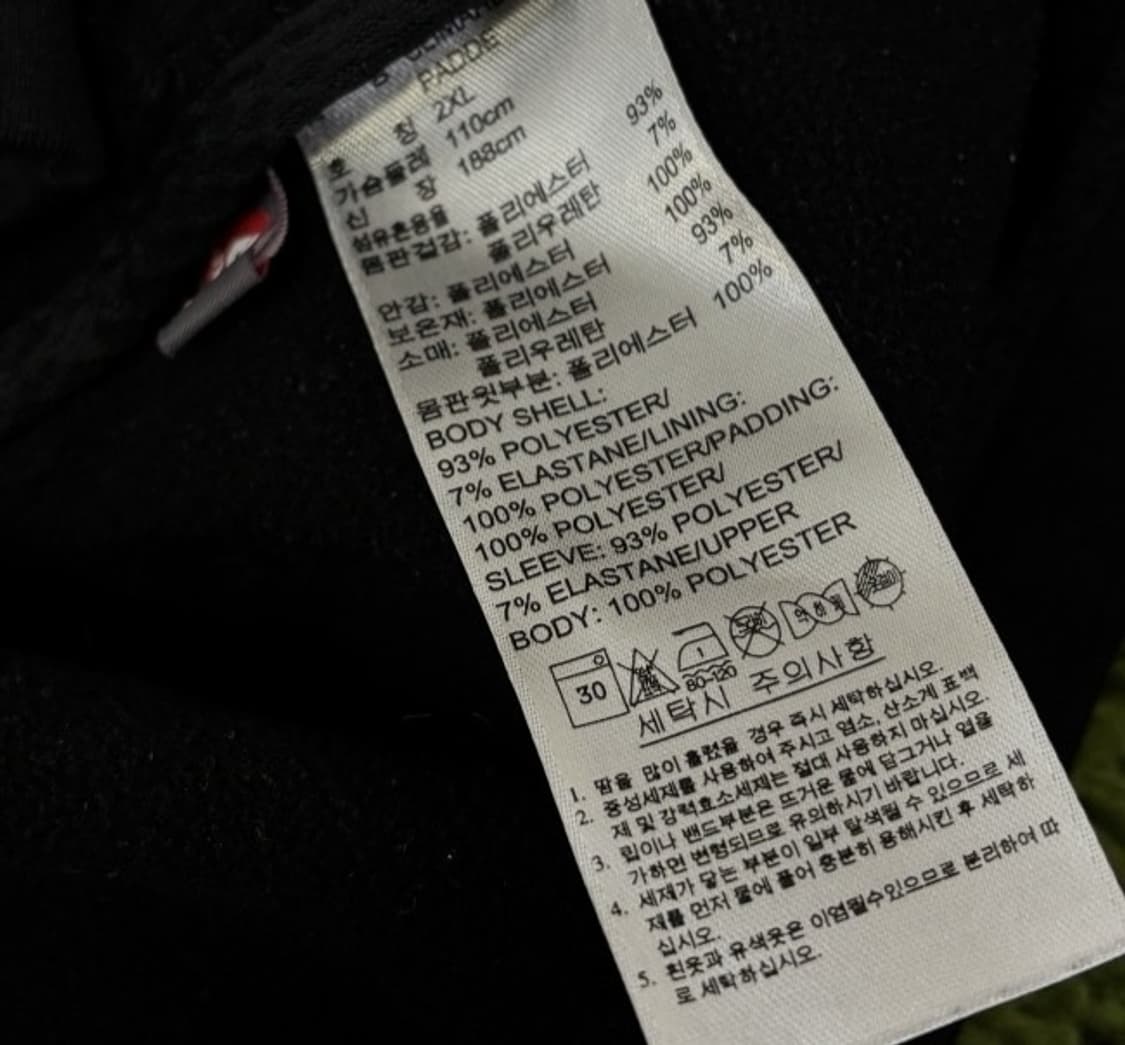 PADDE
호 칭 2XL
가슴둘레 110cm
신 장 188cm
섬유혼용율
몸판겉감: 폴리에스터 93%
폴리우레탄 7%
안감: 폴리에스터 100%
보온재: 폴리에스터 100%
소매: 폴리에스터 93%
폴리우레탄 7%
몸판윗부분: 폴리에스터 100%
BODY SHELL:
93% POLYESTER/
7% ELASTANE/LINING:
100% POLYESTER/PADDING:
100% POLYESTER/
SLEEVE: 93% POLYESTER/
7% ELASTANE/UPPER
BODY: 100% POLYESTER
30 1 80-120 약하게
세탁시 주의사항
1. 땀을 많이 흘렸을 경우 즉시 세탁하십시오.
2. 중성세제를 사용하여 주시고 염소, 산소계 표백
제 및 강력효소세제는 절대 사용하지 마십시오.
3. 립이나 밴드부분은 뜨거운 물에 담그거나 열을
가하면 변형되므로 유의하시기 바랍니다.
4. 세제가 닿는 부분이 일부 탈색될 수 있으므로 세
재를 먼저 물에 풀어 충분히 용해시킨 후 세탁하
십시오.
5. 흰옷과 유색옷은 이염될수있으므로 분리하여 따
로 세탁하십시오.